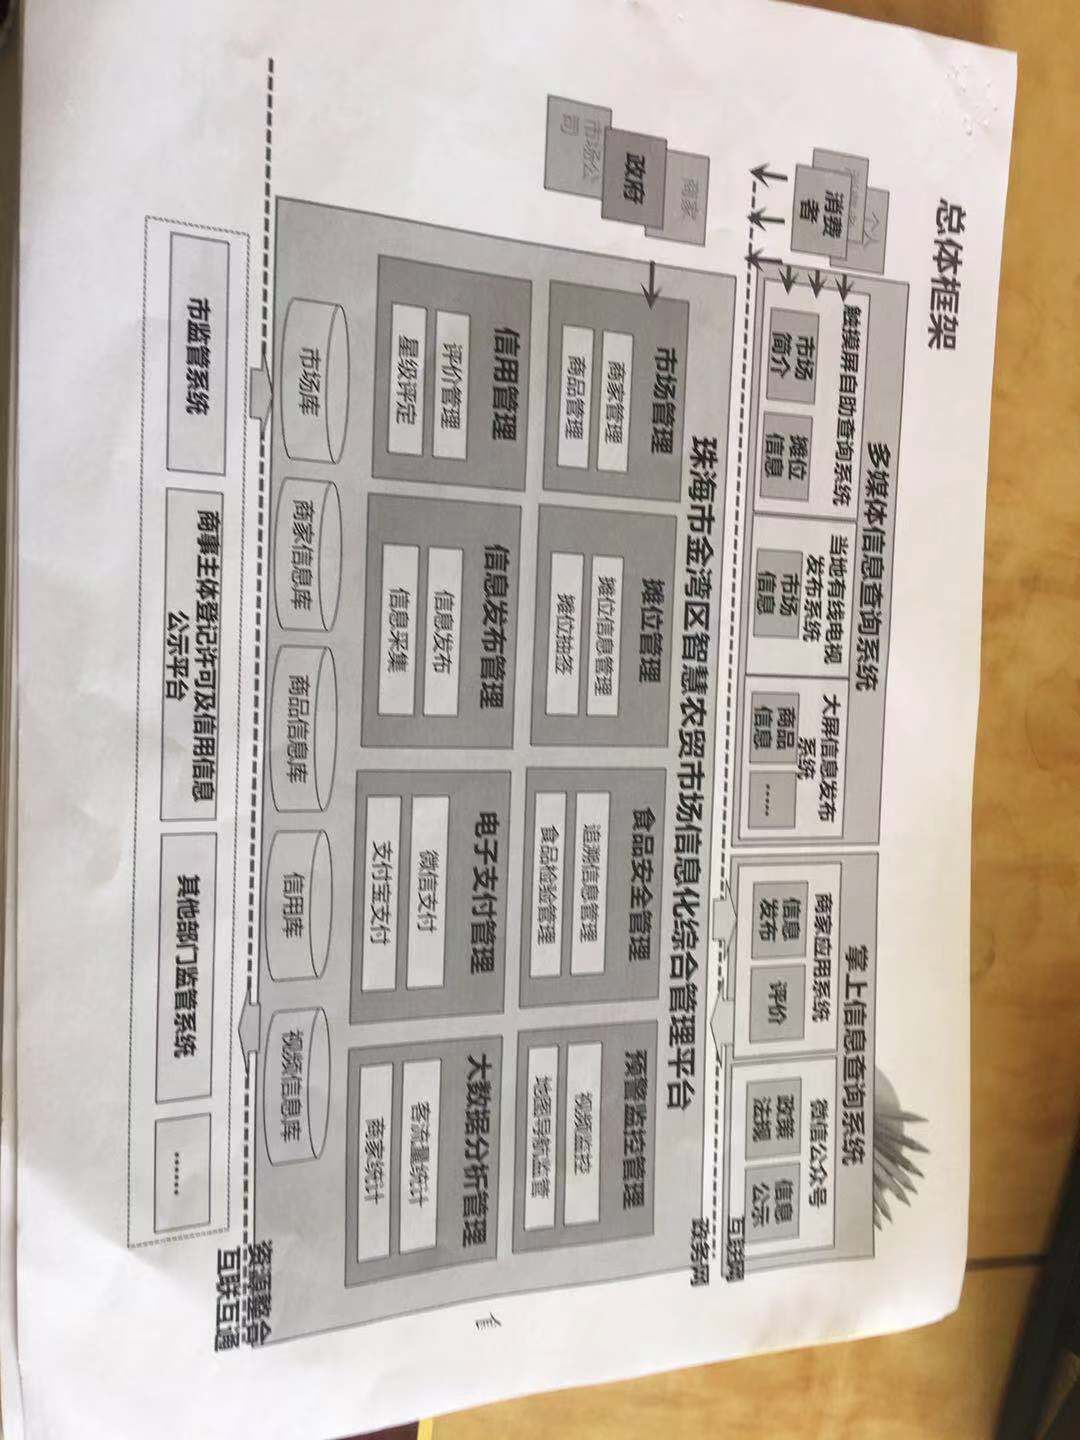 总体框架
多媒体信息查询系统
掌上信息查询系统
个人
消费
者
触摸屏自助查询系统
市场
简介
摊位
信息
当地有线电视
发布系统
市场
信息
大屏信息发布
系统
商品
信息
……
商家应用系统
信息
发布
评价
微信公众号
政策
法规
信息
公示
互联网
政务网
商家
政府
市场公
司
珠海市金湾区智慧农贸市场信息化综合管理平台
市场管理
商家管理
商品管理
摊位管理
摊位信息管理
摊位抽签
食品安全管理
追溯信息管理
食品检验管理
预警监控管理
视频监控
地图导航监管
信用管理
评价管理
星级评定
信息发布管理
信息发布
信息采集
电子支付管理
微信支付
支付宝支付
大数据分析管理
客流量统计
商家统计
市场库
商家信息库
商品信息库
信用库
视频信息库
资源整合
互联互通
市监管系统
商事主体登记许可及信用信息
公示平台
其他部门监管系统
……